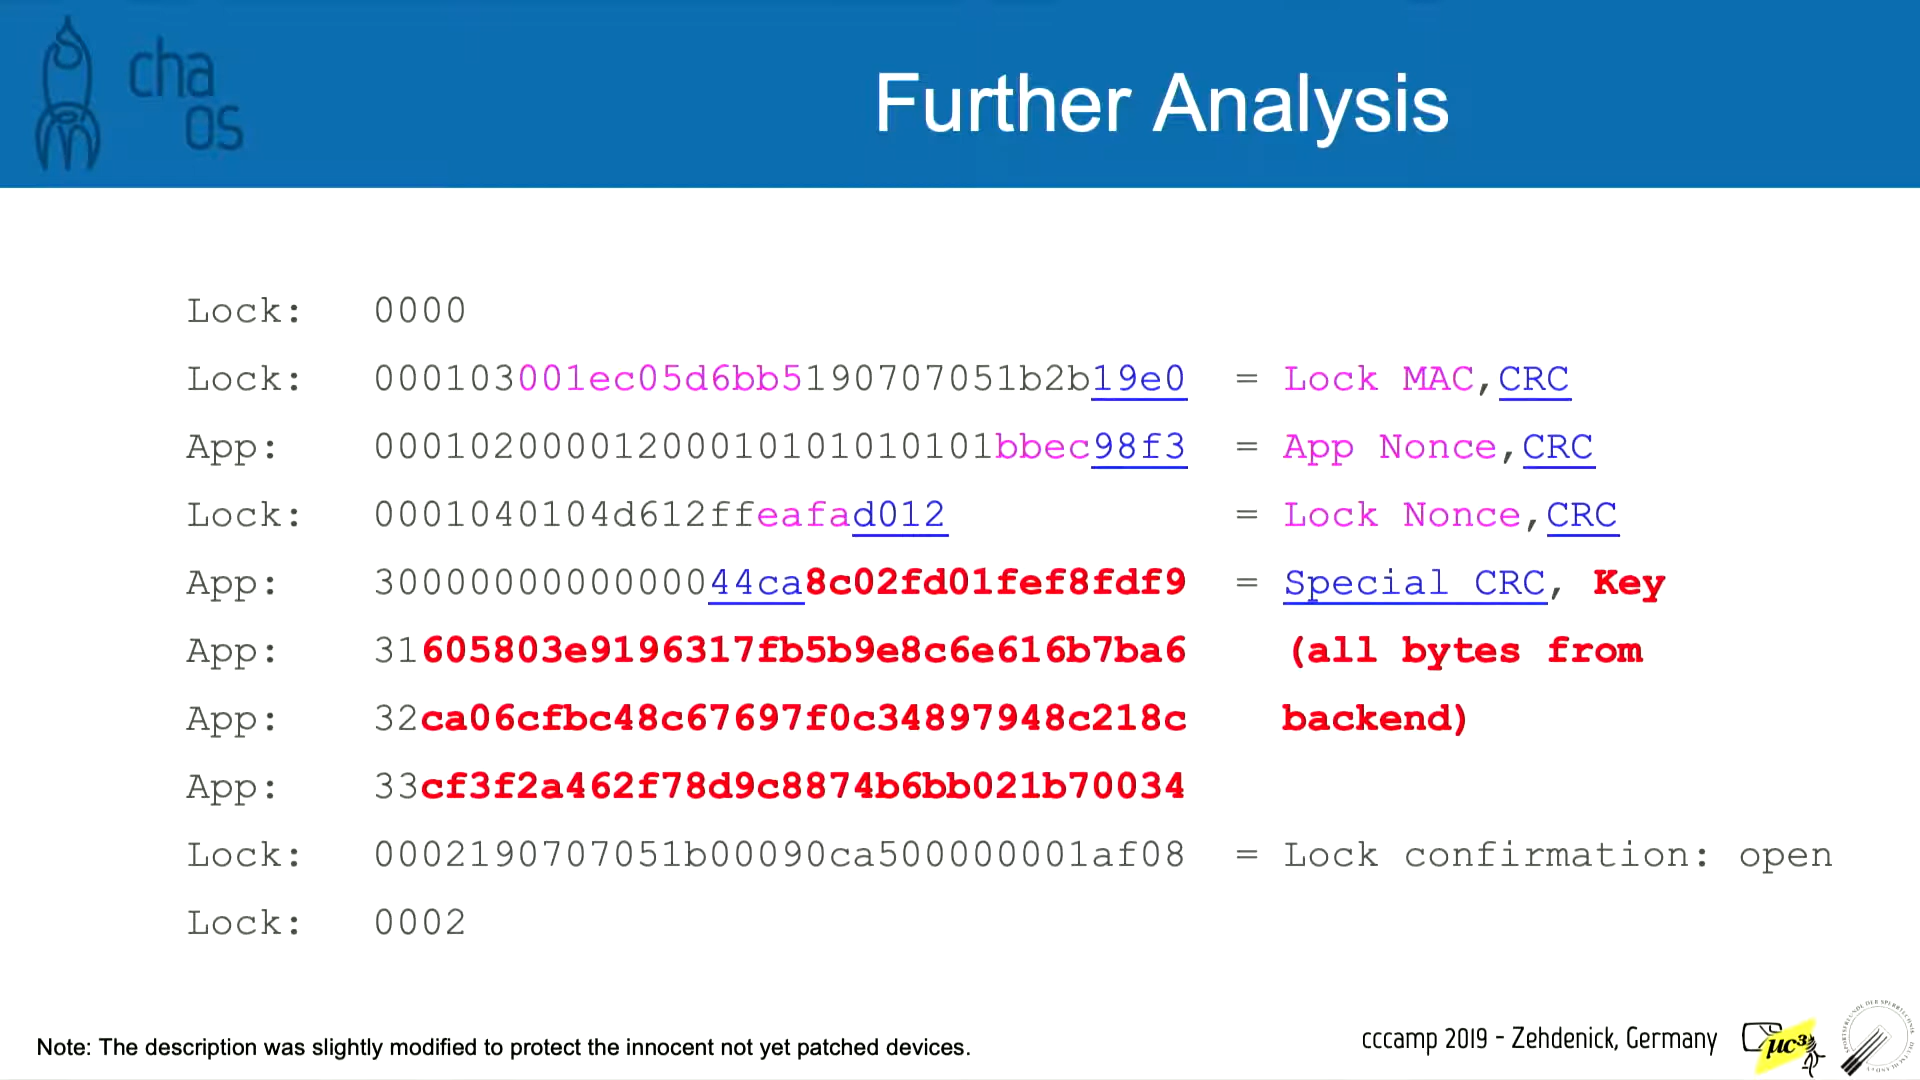 cha
os
Further Analysis
Lock: 0000
Lock: 000103001ec05d6bb5190707051b2b19e0 = Lock MAC,CRC
App: 00010200001200010101010101bbec98f3 = App Nonce,CRC
Lock: 0001040104d612ffeafad012 = Lock Nonce,CRC
App: 3000000000000044ca8c02fd01fef8fdf9 = Special CRC, Key
App: 31605803e9196317fb5b9e8c6e616b7ba6 (all bytes from
App: 32ca06cfbc48c67697f0c34897948c218c backend)
App: 33cf3f2a462f78d9c8874b6bb021b70034
Lock: 0002190707051b00090ca500000001af08 = Lock confirmation: open
Lock: 0002
Note: The description was slightly modified to protect the innocent not yet patched devices.
cccamp 2019 - Zehdenick, Germany
µc³